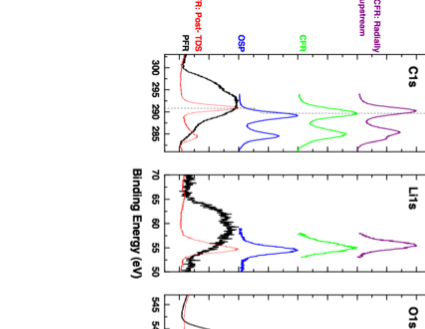 C1s
Li1s
O1s
CFR: Radially
upstream
CFR
OSP
FR: Post- TDS
PFR
300
295
290
285
70
65
60
55
50
545
Binding Energy (eV)